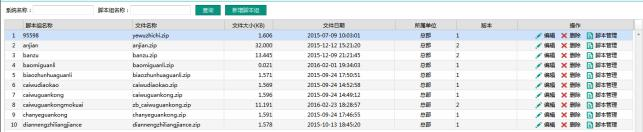 系统名称： 脚本组名称： 查询 新增脚本组
脚本组名称 文件名称 文件大小(KB) 文件日期 所属单位 版本 操作
1 95598 yewuzhichi.zip 1.606 2015-07-09 10:03:01 总部 1 编辑 删除 脚本管理
2 anjian anjian.zip 32.000 2015-12-12 15:21:20 总部 2 编辑 删除 脚本管理
3 banzu banzu.zip 13.445 2015-12-09 21:21:45 总部 2 编辑 删除 脚本管理
4 baomiguanli baomiguanli.zip 0.021 2016-02-01 19:34:03 总部 1 编辑 删除 脚本管理
5 biaozhunhuaguanli biaozhunhuaguanli.zip 1.571 2015-09-24 17:50:51 总部 1 编辑 删除 脚本管理
6 caiwudiaokao caiwudiaokao.zip 1.569 2015-09-24 14:52:58 总部 1 编辑 删除 脚本管理
7 caiwuguankong caiwuguankong.zip 1.596 2015-09-24 14:49:12 总部 1 编辑 删除 脚本管理
8 caiwuguankongmokuai zb_caiwuguankong.zip 11.191 2016-02-23 18:28:57 总部 2 编辑 删除 脚本管理
9 chanyeguankong chanyeguankong.zip 1.591 2015-09-24 17:46:55 总部 1 编辑 删除 脚本管理
10 diannengzhiliangjiance diannengzhiliangjiance.zip 1.578 2015-10-13 18:45:20 总部 1 编辑 删除 脚本管理